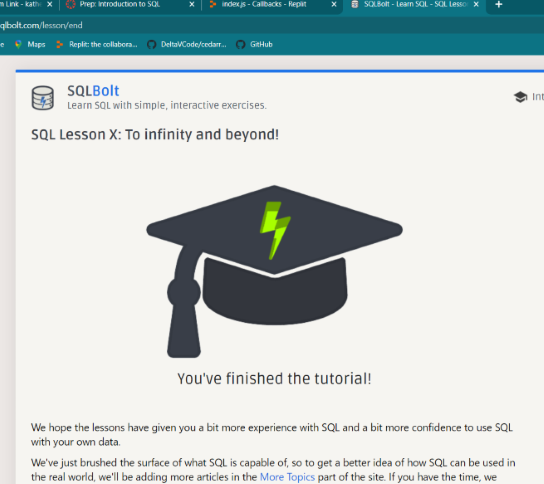 m Link - katho
Prep: Introduction to SQL
index.js - Callbacks - Replit
SQLBolt - Learn SQL - SQL Lesso
qlbolt.com/lesson/end
e Maps Replit: the collabora... DeltaVCode/cedarr... GitHub
SQLBolt
Learn SQL with simple, interactive exercises.
Int
SQL Lesson X: To infinity and beyond!
You've finished the tutorial!
We hope the lessons have given you a bit more experience with SQL and a bit more confidence to use SQL
with your own data.
We've just brushed the surface of what SQL is capable of, so to get a better idea of how SQL can be used in
the real world, we'll be adding more articles in the More Topics part of the site. If you have the time, we